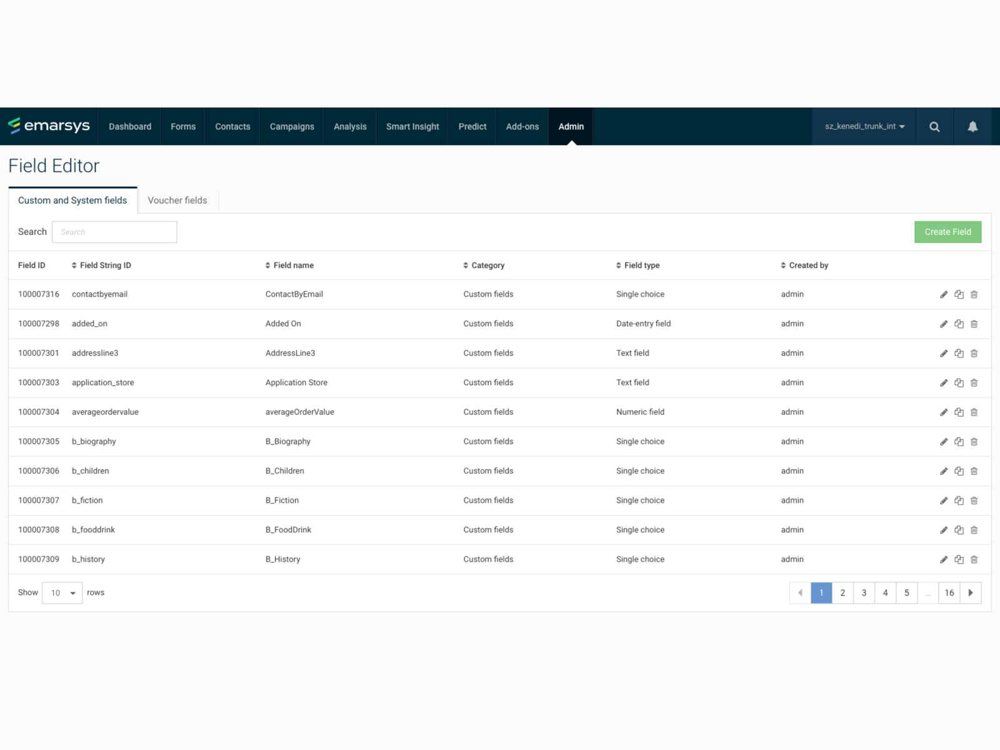 emarsys Dashboard Forms Contacts Campaigns Analysis Smart Insight Predict Add-ons Admin sz_kenedi_trunk_int
Field Editor
Custom and System fields Voucher fields
Search Search Create Field
Field ID Field String ID Field name Category Field type Created by
100007316 contactbyemail ContactByEmail Custom fields Single choice admin
100007298 added_on Added On Custom fields Date-entry field admin
100007301 addressline3 AddressLine3 Custom fields Text field admin
100007303 application_store Application Store Custom fields Text field admin
100007304 averageordervalue averageOrderValue Custom fields Numeric field admin
100007305 b_biography B_Biography Custom fields Single choice admin
100007306 b_children B_Children Custom fields Single choice admin
100007307 b_fiction B_Fiction Custom fields Single choice admin
100007308 b_fooddrink B_FoodDrink Custom fields Single choice admin
100007309 b_history B_History Custom fields Single choice admin
Show 10 rows 1 2 3 4 5 ... 16